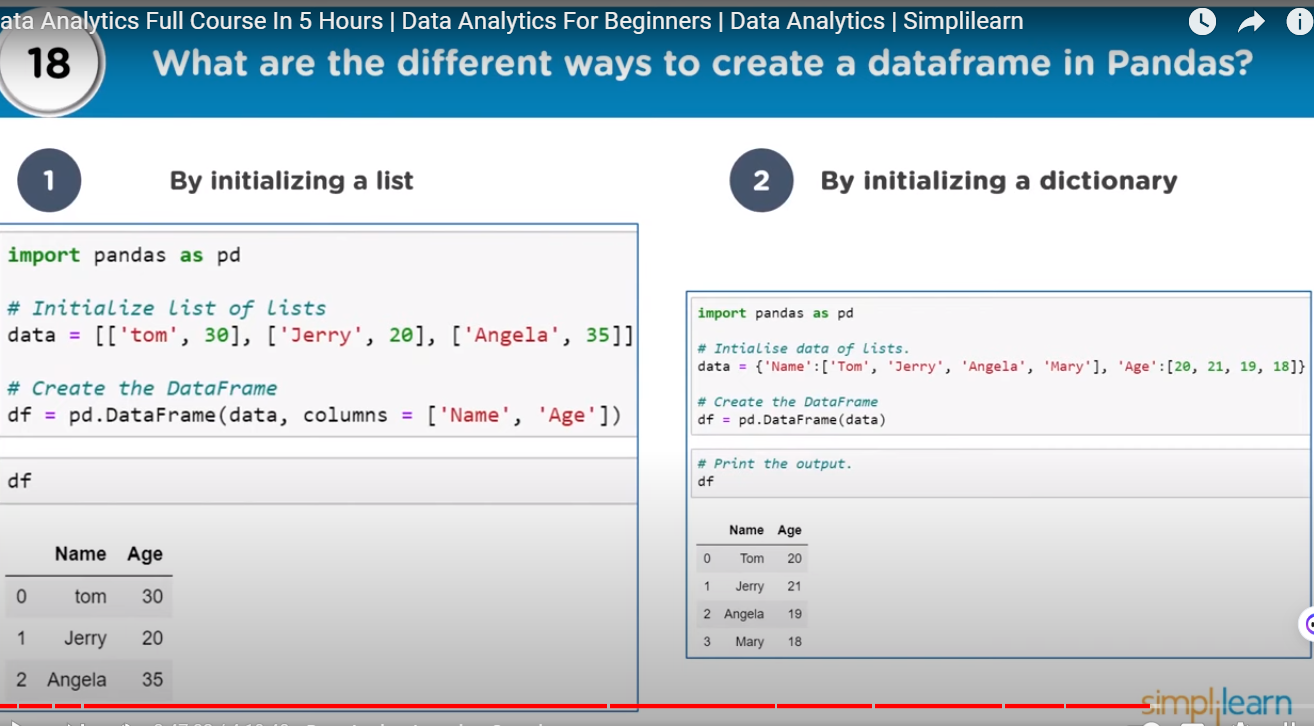 ata Analytics Full Course In 5 Hours | Data Analytics For Beginners | Data Analytics | Simplilearn
18 What are the different ways to create a dataframe in Pandas?
1 By initializing a list
import pandas as pd
# Initialize list of lists
data = [['tom', 30], ['Jerry', 20], ['Angela', 35]]
# Create the DataFrame
df = pd.DataFrame(data, columns = ['Name', 'Age'])
df
Name Age
0 tom 30
1 Jerry 20
2 Angela 35
2 By initializing a dictionary
import pandas as pd
# Intialise data of lists.
data = {'Name':['Tom', 'Jerry', 'Angela', 'Mary'], 'Age':[20, 21, 19, 18]}
# Create the DataFrame
df = pd.DataFrame(data)
# Print the output.
df
Name Age
0 Tom 20
1 Jerry 21
2 Angela 19
3 Mary 18
simplilearn